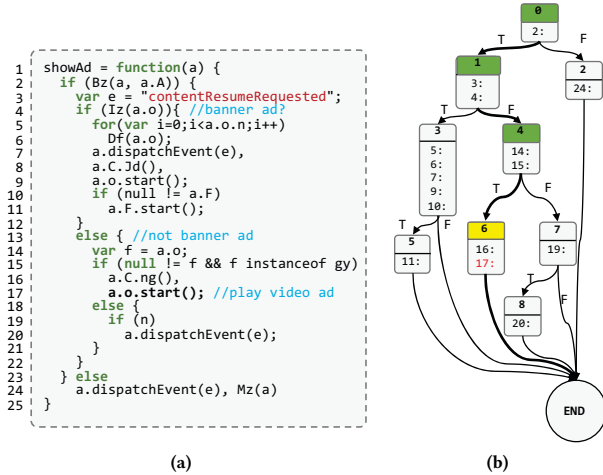 1 showAd = function(a) {
2 if (Bz(a, a.A)) {
3 var e = "contentResumeRequested";
4 if (Iz(a.o)){ //banner ad?
5 for(var i=0;i<a.o.n;i++)
6 Df(a.o);
7 a.dispatchEvent(e),
8 a.C.Jd(),
9 a.o.start();
10 if (null != a.F)
11 a.F.start();
12 }
13 else { //not banner ad
14 var f = a.o;
15 if (null != f && f instanceof gy)
16 a.C.ng(),
17 a.o.start(); //play video ad
18 else {
19 if (n)
20 a.dispatchEvent(e);
21 }
22 }
23 } else
24 a.dispatchEvent(e), Mz(a)
25 }
(a)
0
2:
T F
1
3:
4:
2
24:
T F
3
5:
6:
7:
9:
10:
4
14:
15:
T F
T F
5
11:
6
16:
17:
7
19:
T F
8
20:
END
(b)